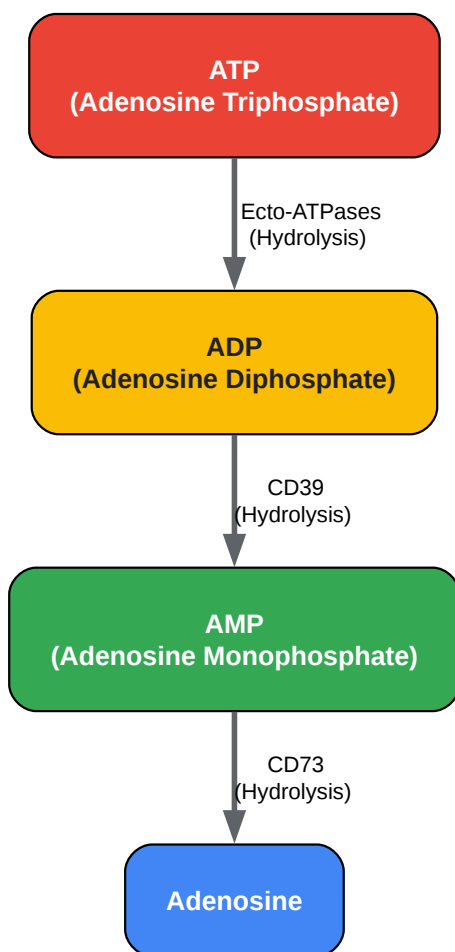 ATP
(Adenosine Triphosphate)
Ecto-ATPases
(Hydrolysis)
ADP
(Adenosine Diphosphate)
CD39
(Hydrolysis)
AMP
(Adenosine Monophosphate)
CD73
(Hydrolysis)
Adenosine